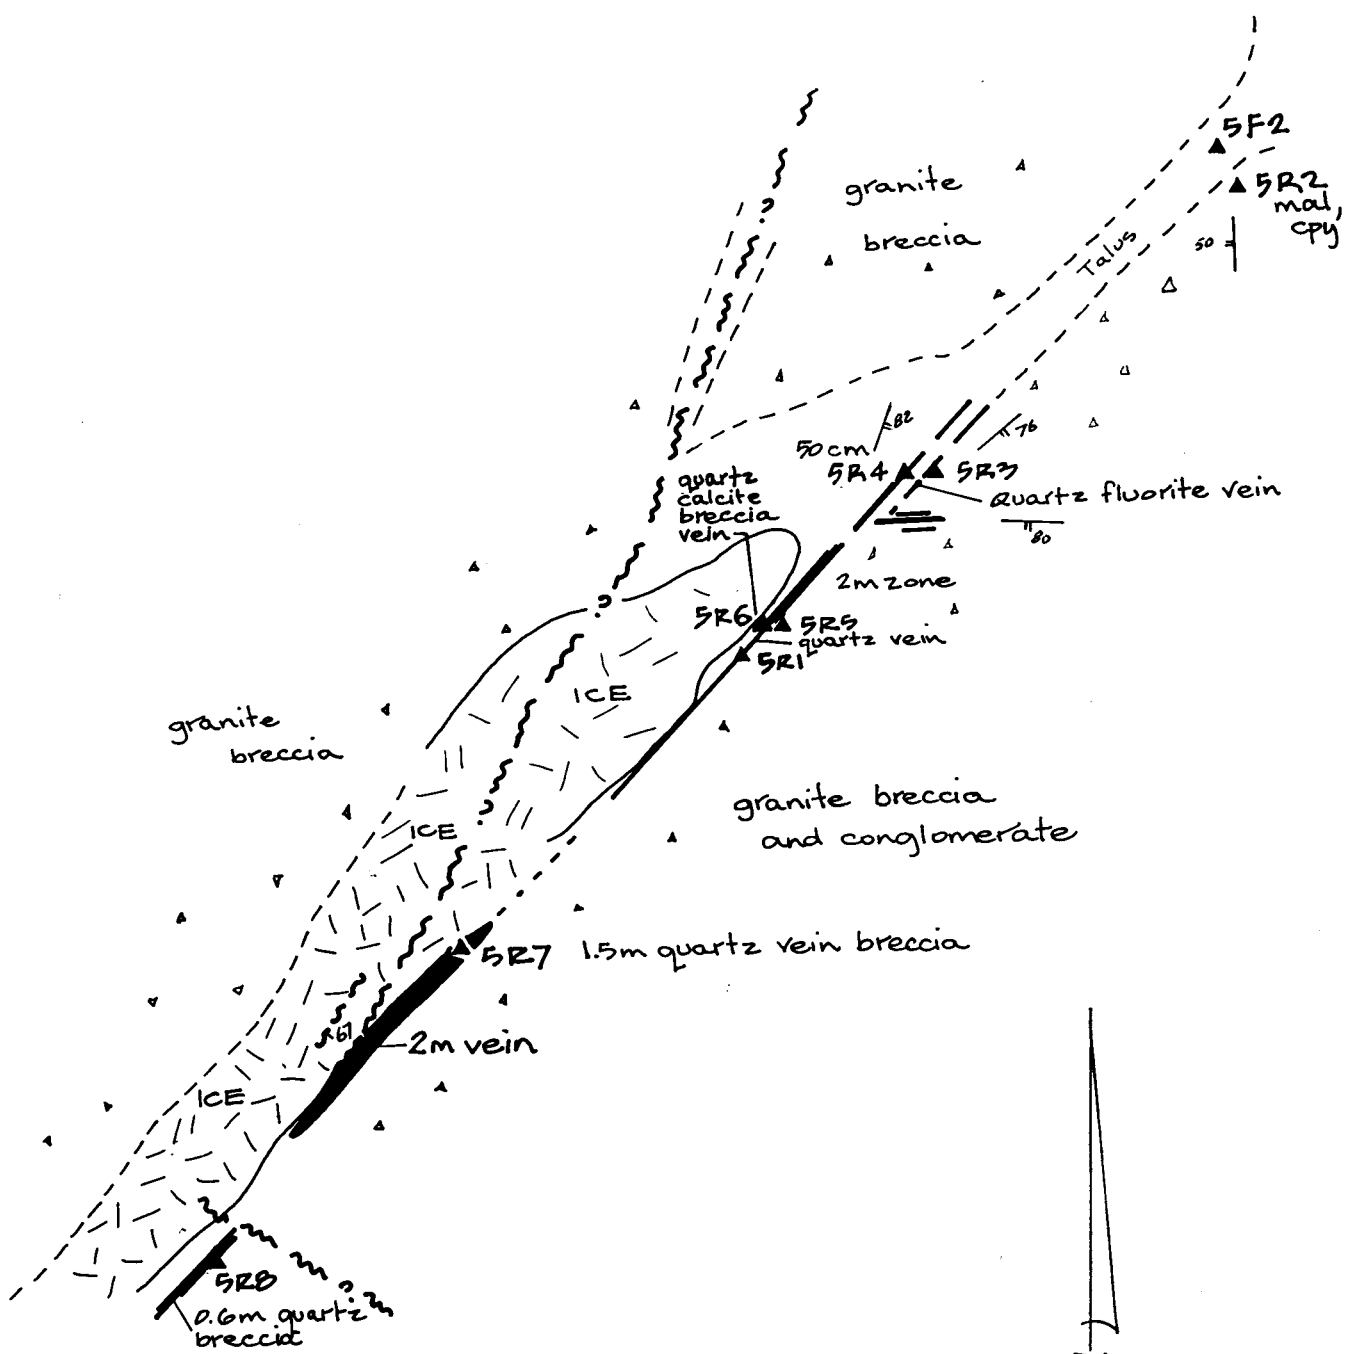 5F2
5R2
mal,
cpy
50
granite
breccia
Talus
82
76
50cm
5R4
5R3
quartz
calcite
breccia
vein
Quartz fluorite vein
80
2m zone
5R6
5R5
quartz vein
5R1
ICE
granite
breccia
granite breccia
and conglomerate
ICE
5R7
1.5m quartz vein breccia
67
2m vein
ICE
5R8
0.6m quartz
breccia
?
?
?
?